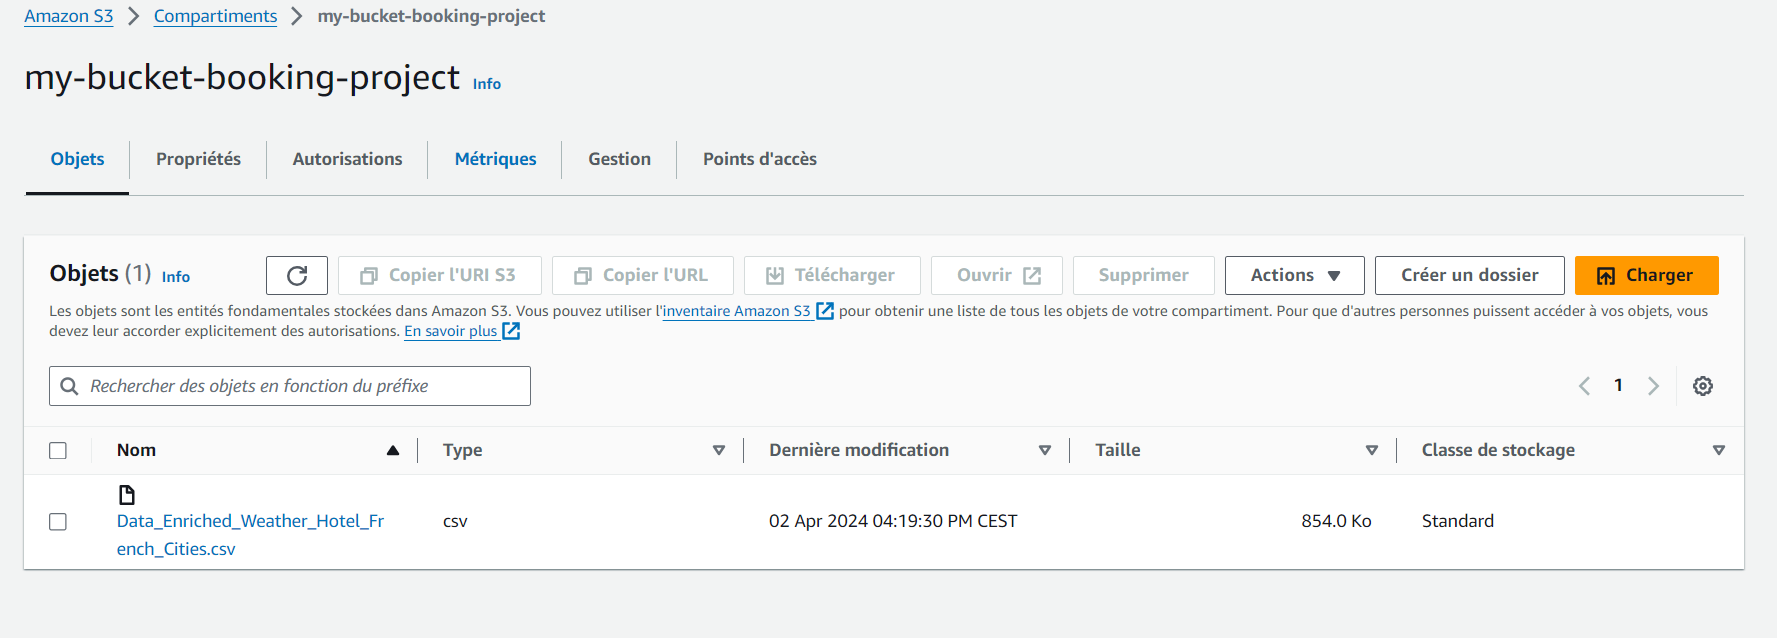 Amazon S3 > Compartiments > my-bucket-booking-project
my-bucket-booking-project Info
Objets Propriétés Autorisations Métriques Gestion Points d'accès
Objets (1) Info Copier l'URI S3 Copier l'URL Télécharger Ouvrir Supprimer Actions Créer un dossier Charger
Les objets sont les entités fondamentales stockées dans Amazon S3. Vous pouvez utiliser l'inventaire Amazon S3 pour obtenir une liste de tous les objets de votre compartiment. Pour que d'autres personnes puissent accéder à vos objets, vous
devez leur accorder explicitement des autorisations. En savoir plus
Rechercher des objets en fonction du préfixe 1
Nom Type Dernière modification Taille Classe de stockage
Data_Enriched_Weather_Hotel_Fr csv 02 Apr 2024 04:19:30 PM CEST 854.0 Ko Standard
ench_Cities.csv